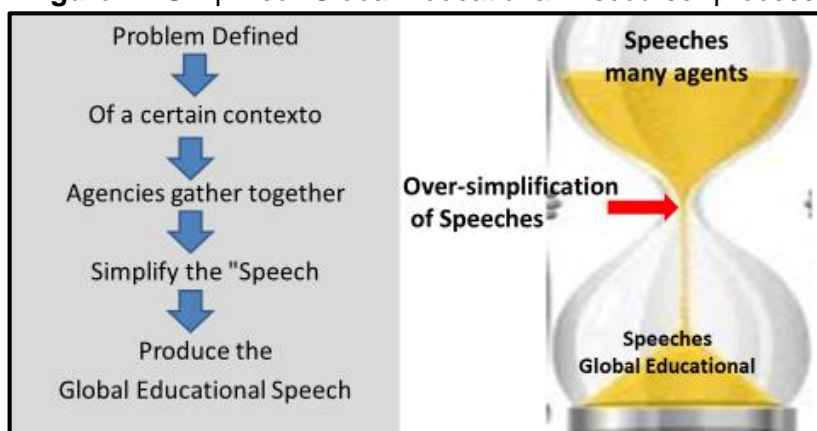 Problem Defined
Of a certain contexto
Agencies gather together
Simplify the "Speech
Produce the
Global Educational Speech
Speeches
many agents
Over-simplification
of Speeches
Speeches
Global Educational